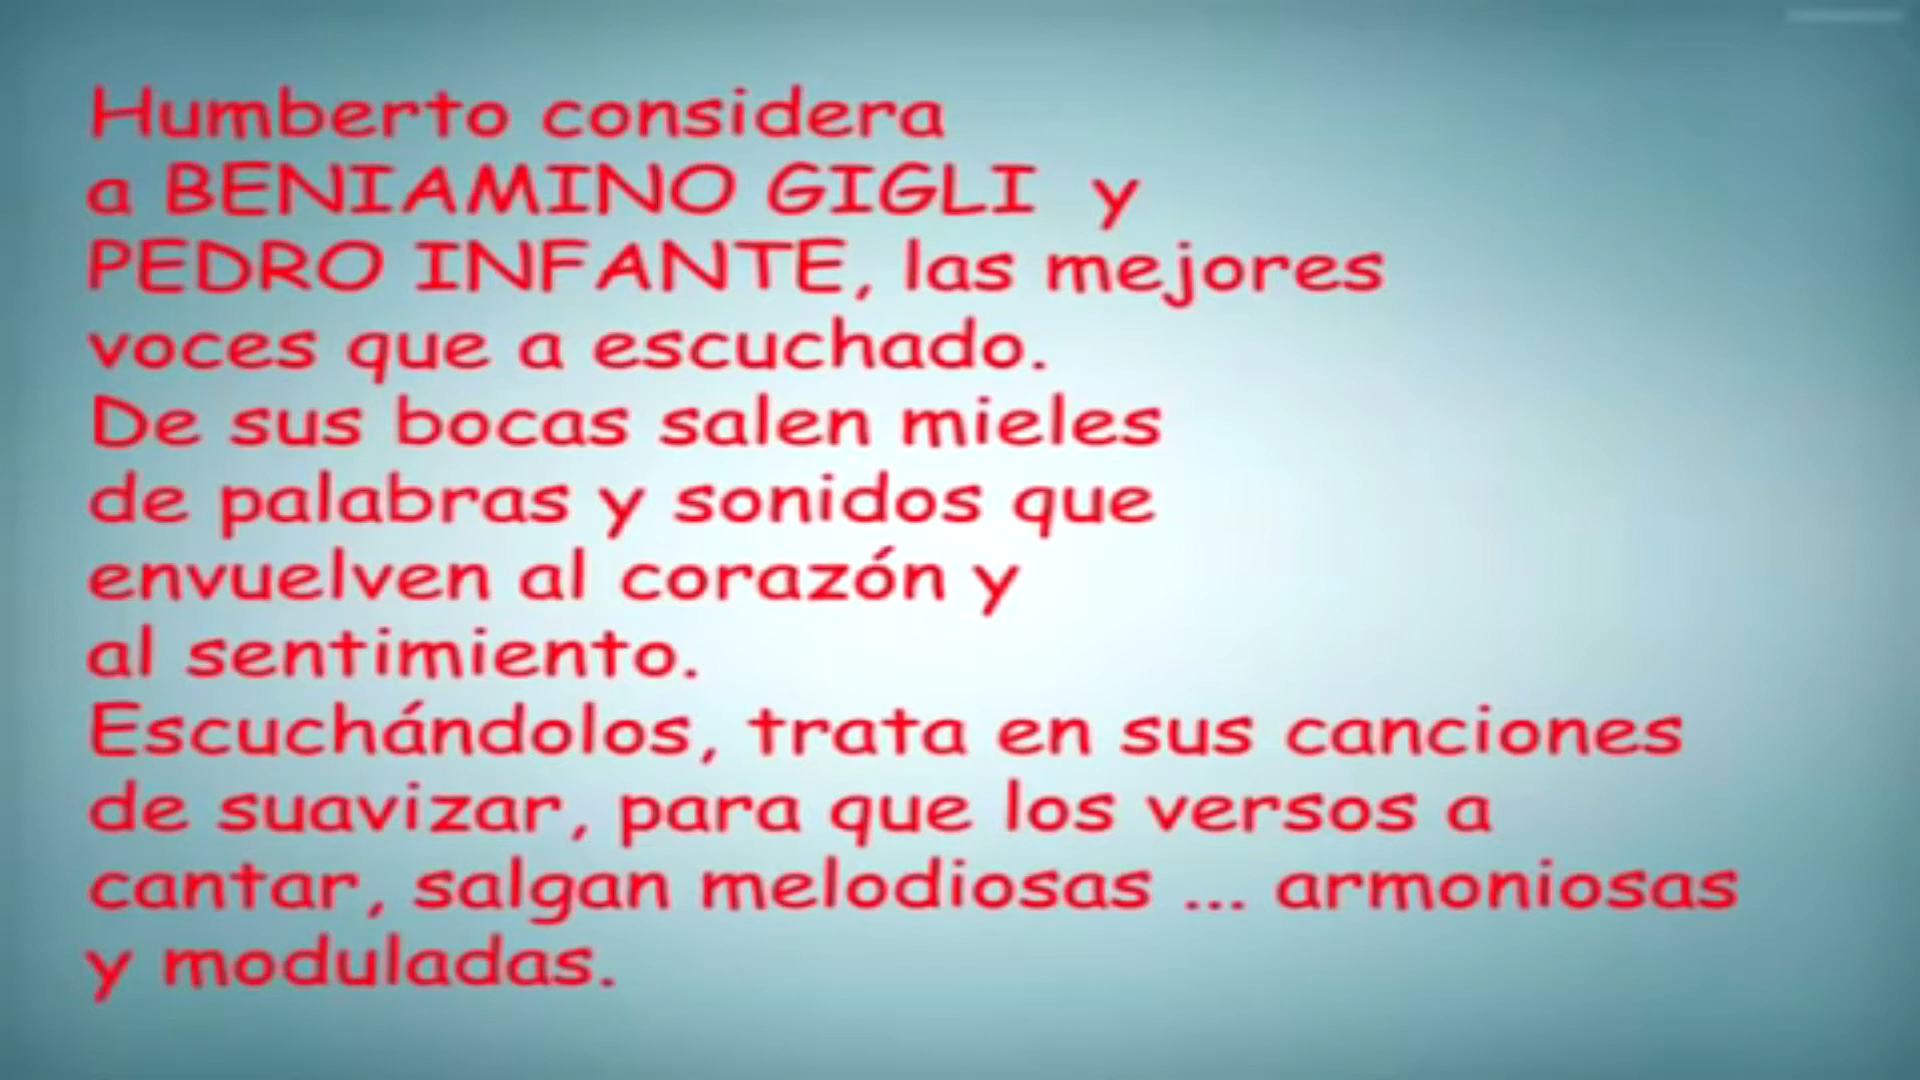 Humberto considera
a BENIAMINO GIGLI y
PEDRO INFANTE, las mejores
voces que a escuchado.
De sus bocas salen mieles
de palabras y sonidos que
envuelven al corazón y
al sentimiento.
Escuchándolos, trata en sus canciones
de suavizar, para que los versos a
cantar, salgan melodiosas ... armoniosas
y moduladas.